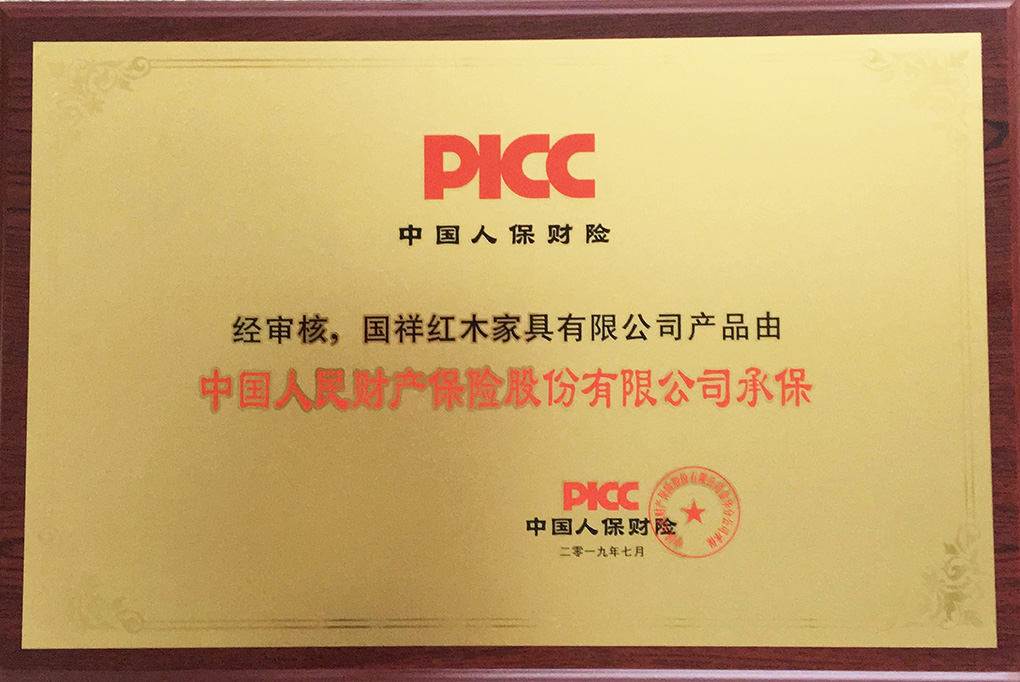 PICC
中国人保财险
经审核，国祥红木家具有限公司产品由
中国人民财产保险股份有限公司承保
PICC
中国人保财险
二零一九年七月